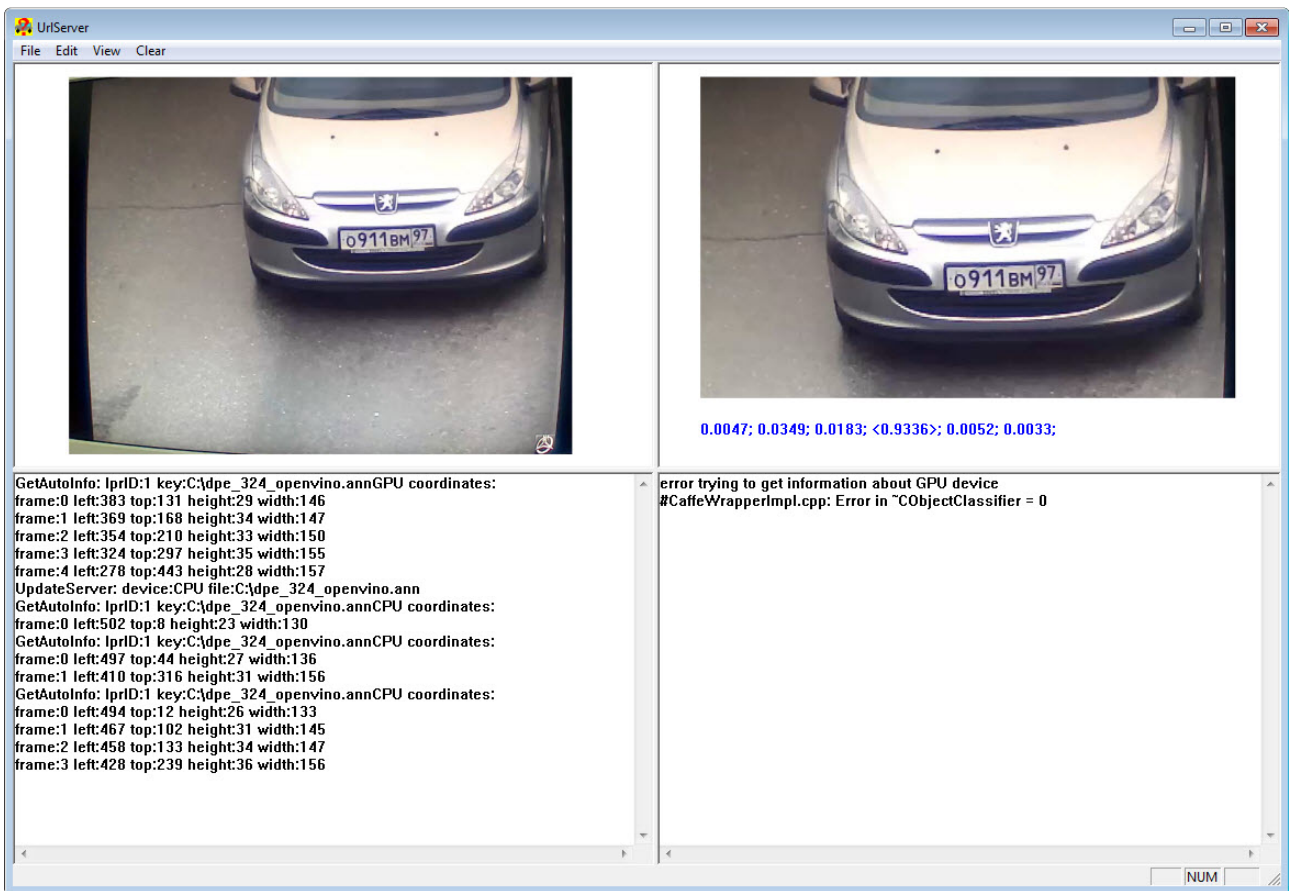 UrlServer
File Edit View Clear
О911ВМ 97
О911ВМ 97
0.0047; 0.0349; 0.0183; <0.9336>; 0.0052; 0.0033;
GetAutoInfo: lprID:1 key:C:\dpe_324_openvino.annGPU coordinates:
frame:0 left:383 top:131 height:29 width:146
frame:1 left:369 top:168 height:34 width:147
frame:2 left:354 top:210 height:33 width:150
frame:3 left:324 top:297 height:35 width:155
frame:4 left:278 top:443 height:28 width:157
UpdateServer: device:CPU file:C:\dpe_324_openvino.ann
GetAutoInfo: lprID:1 key:C:\dpe_324_openvino.annCPU coordinates:
frame:0 left:502 top:8 height:23 width:130
GetAutoInfo: lprID:1 key:C:\dpe_324_openvino.annCPU coordinates:
frame:0 left:497 top:44 height:27 width:136
frame:1 left:410 top:316 height:31 width:156
GetAutoInfo: lprID:1 key:C:\dpe_324_openvino.annCPU coordinates:
frame:0 left:494 top:12 height:26 width:133
frame:1 left:467 top:102 height:31 width:145
frame:2 left:458 top:133 height:34 width:147
frame:3 left:428 top:239 height:36 width:156
error trying to get information about GPU device
#CaffeWrapperImpl.cpp: Error in ~CObjectClassifier = 0
NUM